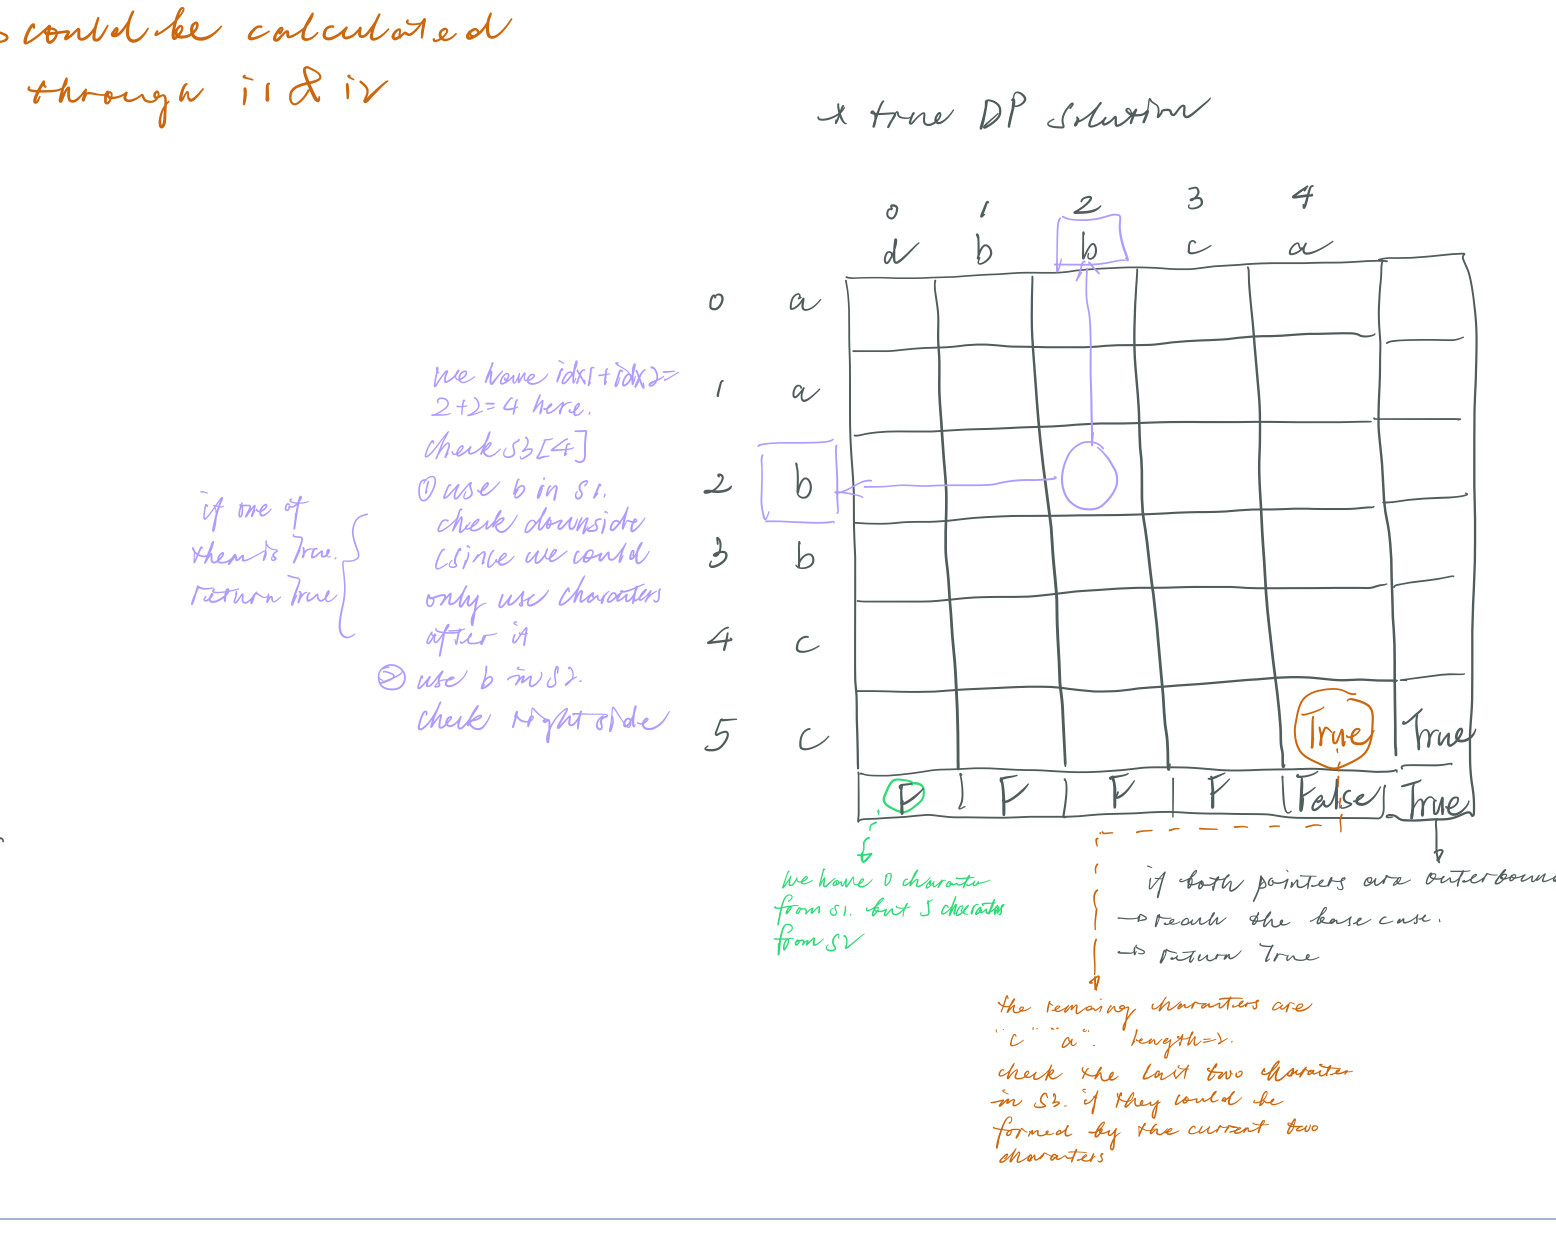 could be calculated
through i1 & i2
* true DP solution
0 1 2 3 4
d b b c a
0 a
1 a
2 b
3 b
4 c
5 c
we have idx1+idx2=
2+2=4 here.
check s3[4]
① use b in s1.
check downside
(since we could
only use characters
after it
② use b in s2.
check right side
if one of
them is True.
return True
True True
F F F F False True
we have 0 character
from s1. but 5 characters
from s2
if both pointers are outerbound
→ reach the base case.
→ return True
the remaing characters are
"c" "a". length=2.
check the last two character
in s3. if they could be
formed by the current two
characters